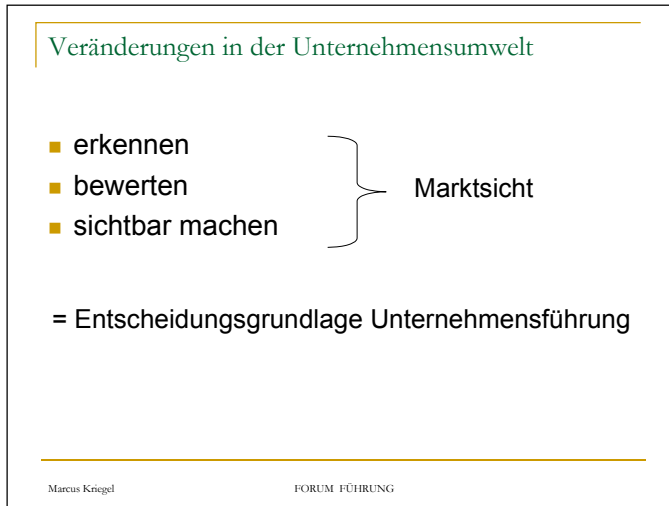 Veränderungen in der Unternehmensumwelt
erkennen
bewerten
sichtbar machen
Marktsicht
= Entscheidungsgrundlage Unternehmensführung
Marcus Kriegel
FORUM FÜHRUNG